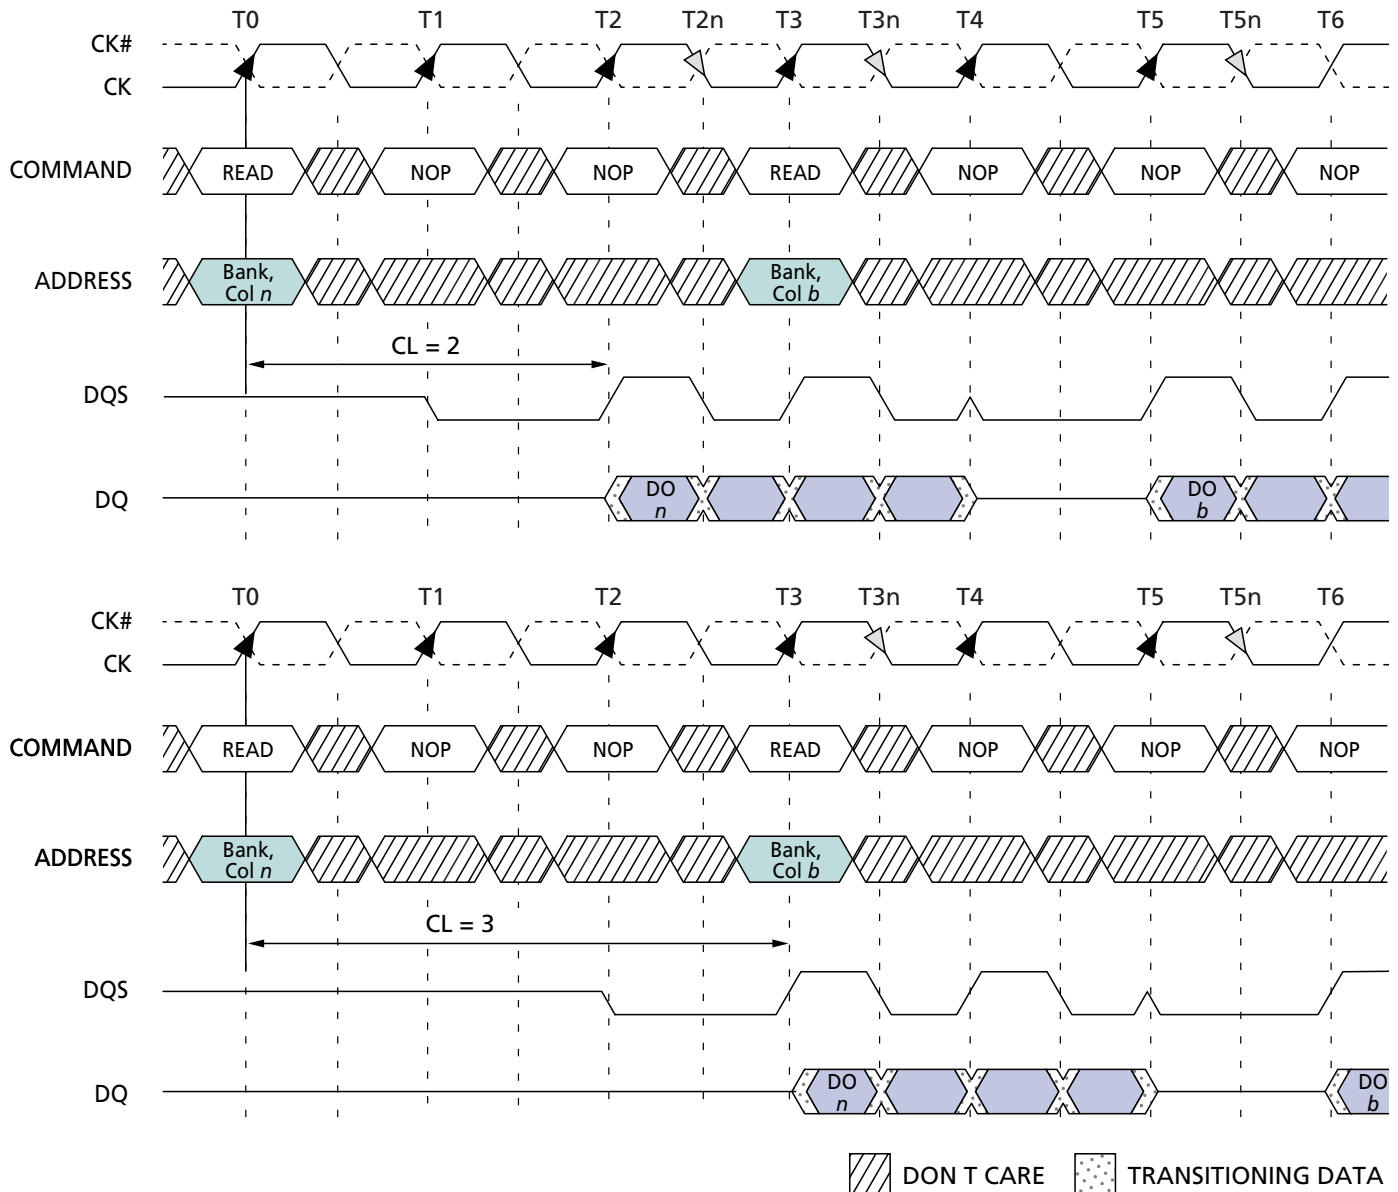 T0 T1 T2 T2n T3 T3n T4 T5 T5n T6
CK#
CK
COMMAND READ NOP NOP READ NOP NOP NOP
ADDRESS Bank, Col n Bank, Col b
CL = 2
DQS
DQ DO n DO b
T0 T1 T2 T3 T3n T4 T5 T5n T6
CK#
CK
COMMAND READ NOP NOP READ NOP NOP NOP
ADDRESS Bank, Col n Bank, Col b
CL = 3
DQS
DQ DO n DO b
DON T CARE TRANSITIONING DATA